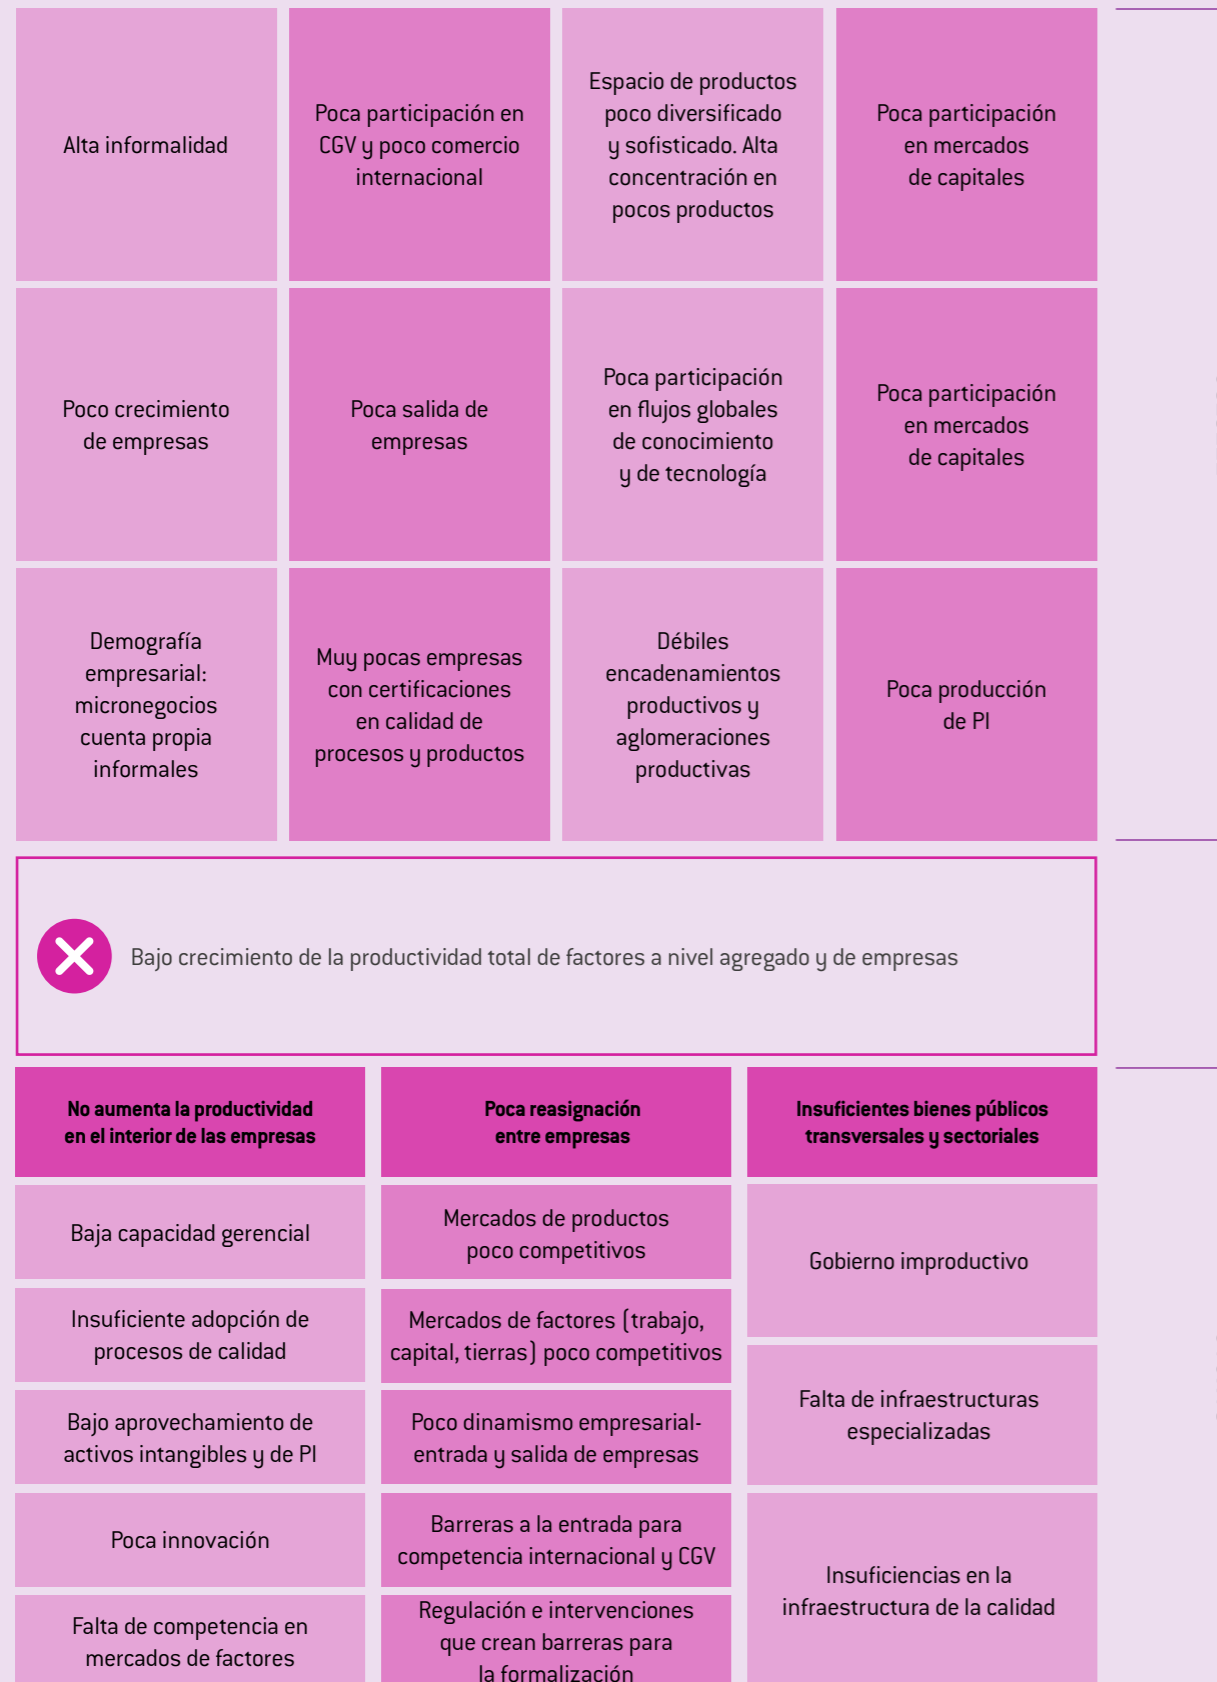 Alta informalidad
Poca participación en
CGV y poco comercio
internacional
Espacio de productos
poco diversificado
y sofisticado. Alta
concentración en
pocos productos
Poca participación
en mercados
de capitales
Poco crecimiento
de empresas
Poca salida de
empresas
Poca participación
en flujos globales
de conocimiento
y de tecnología
Poca participación
en mercados
de capitales
Demografía
empresarial:
micronegocios
cuenta propia
informales
Muy pocas empresas
con certificaciones
en calidad de
procesos y productos
Débiles
encadenamientos
productivos y
aglomeraciones
productivas
Poca producción
de PI
Bajo crecimiento de la productividad total de factores a nivel agregado y de empresas
No aumenta la productividad
en el interior de las empresas
Baja capacidad gerencial
Insuficiente adopción de
procesos de calidad
Bajo aprovechamiento de
activos intangibles y de PI
Poca innovación
Falta de competencia en
mercados de factores
Poca reasignación
entre empresas
Mercados de productos
poco competitivos
Mercados de factores (trabajo,
capital, tierras) poco competitivos
Poco dinamismo empresarial-
entrada y salida de empresas
Barreras a la entrada para
competencia internacional y CGV
Regulación e intervenciones
que crean barreras para
la formalización
Insuficientes bienes públicos
transversales y sectoriales
Gobierno improductivo
Falta de infraestructuras
especializadas
Insuficiencias en la
infraestructura de la calidad